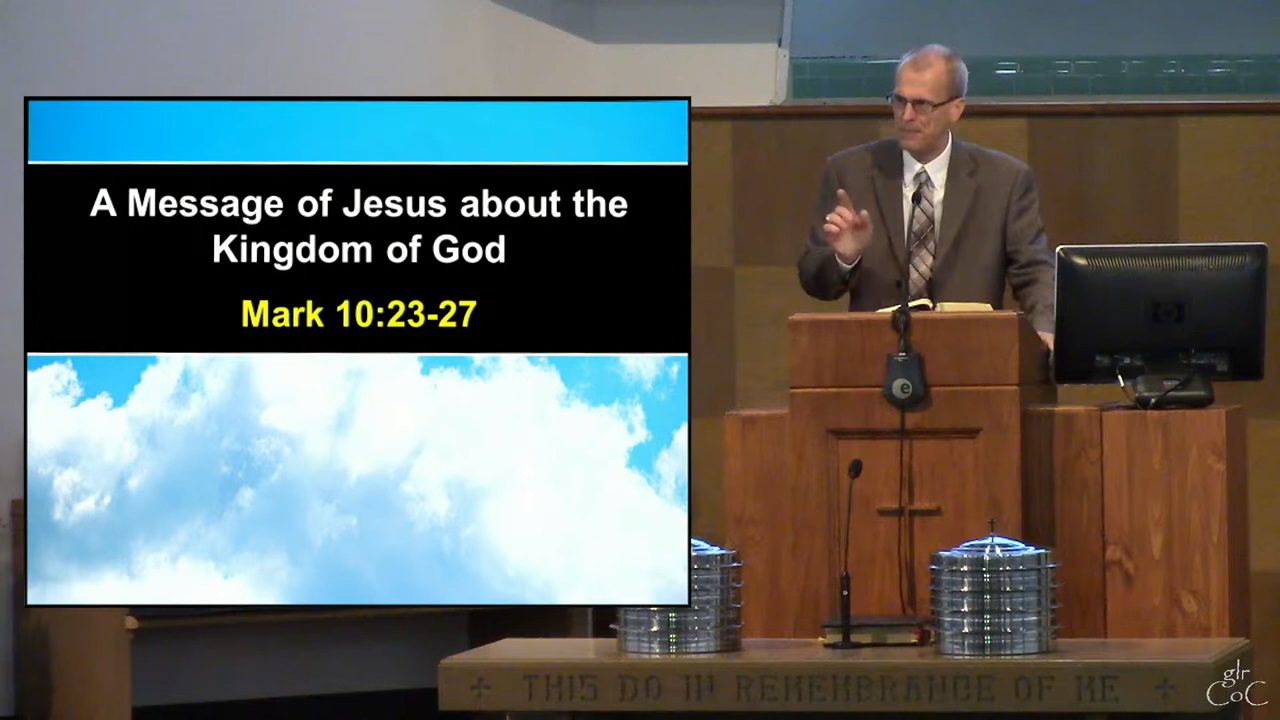 A Message of Jesus about the
Kingdom of God
Mark 10:23-27
e
hp
THIS DO IN REMEMBRANCE OF ME
glr
CoC